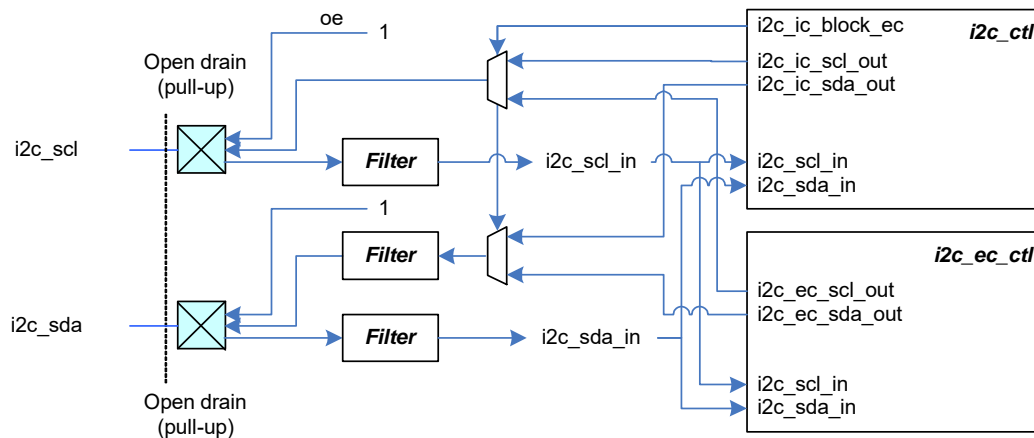 oe
1
Open drain
(pull-up)
i2c_scl
Filter
i2c_scl_in
1
Filter
i2c_sda
Filter
i2c_sda_in
Open drain
(pull-up)
i2c_ic_block_ec
i2c_ctl
i2c_ic_scl_out
i2c_ic_sda_out
i2c_scl_in
i2c_sda_in
i2c_ec_ctl
i2c_ec_scl_out
i2c_ec_sda_out
i2c_scl_in
i2c_sda_in